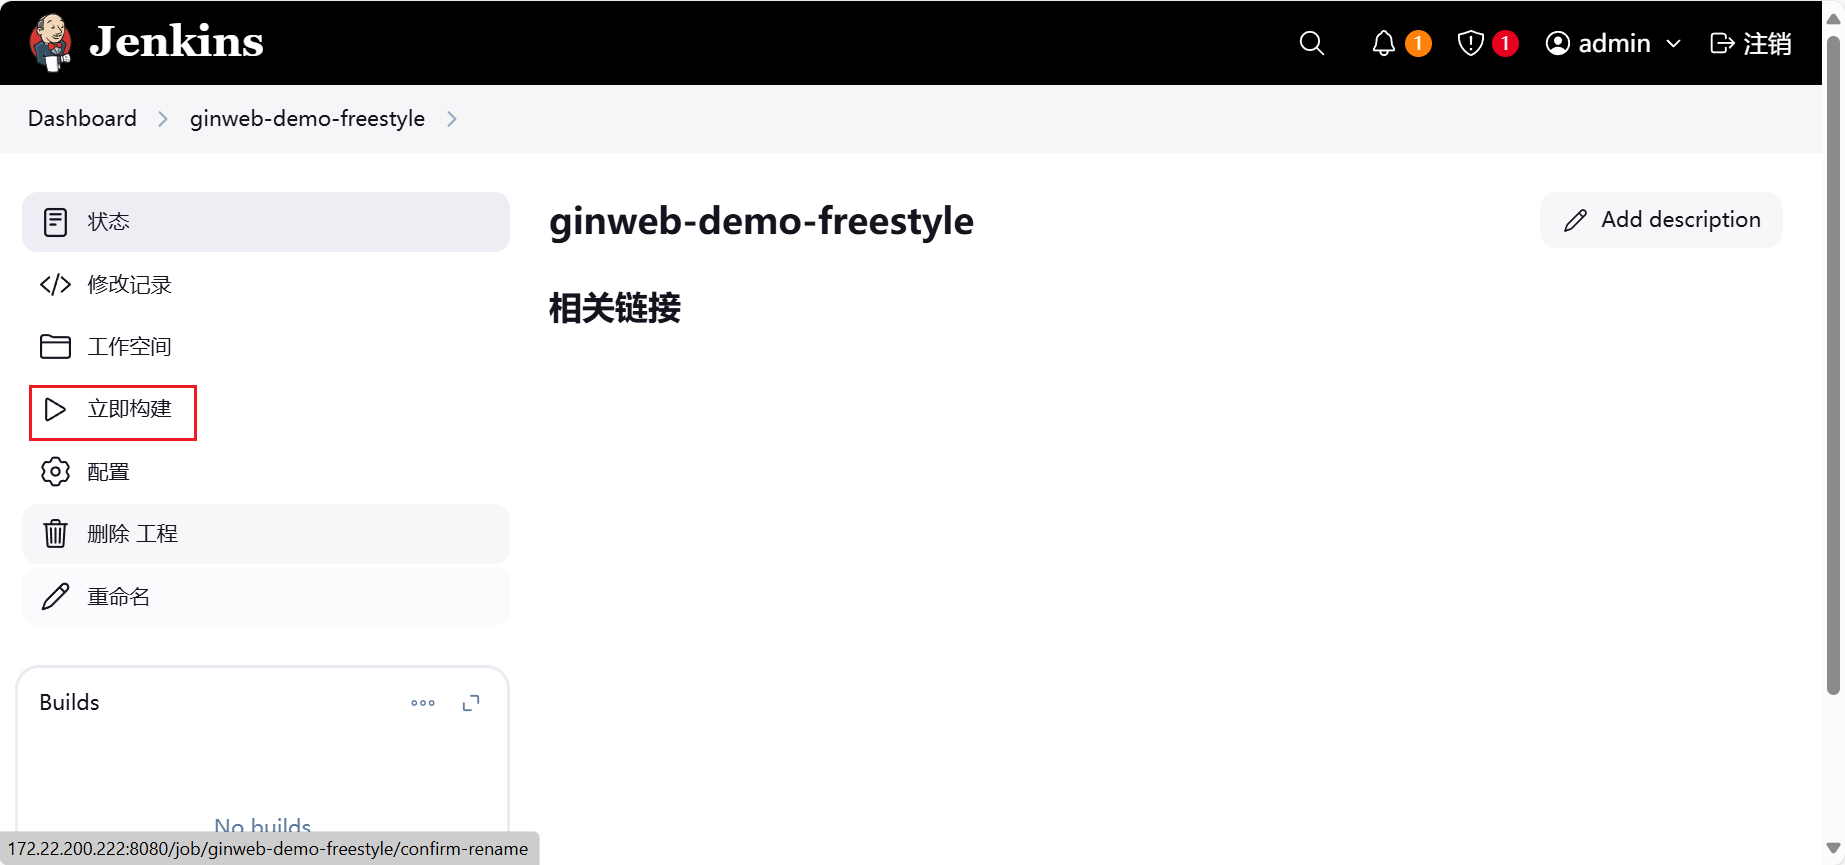 Jenkins
1
1
admin
注销
Dashboard
ginweb-demo-freestyle
状态
修改记录
工作空间
立即构建
配置
删除 工程
重命名
ginweb-demo-freestyle
Add description
相关链接
Builds
No builds
172.22.200.222:8080/job/ginweb-demo-freestyle/confirm-rename